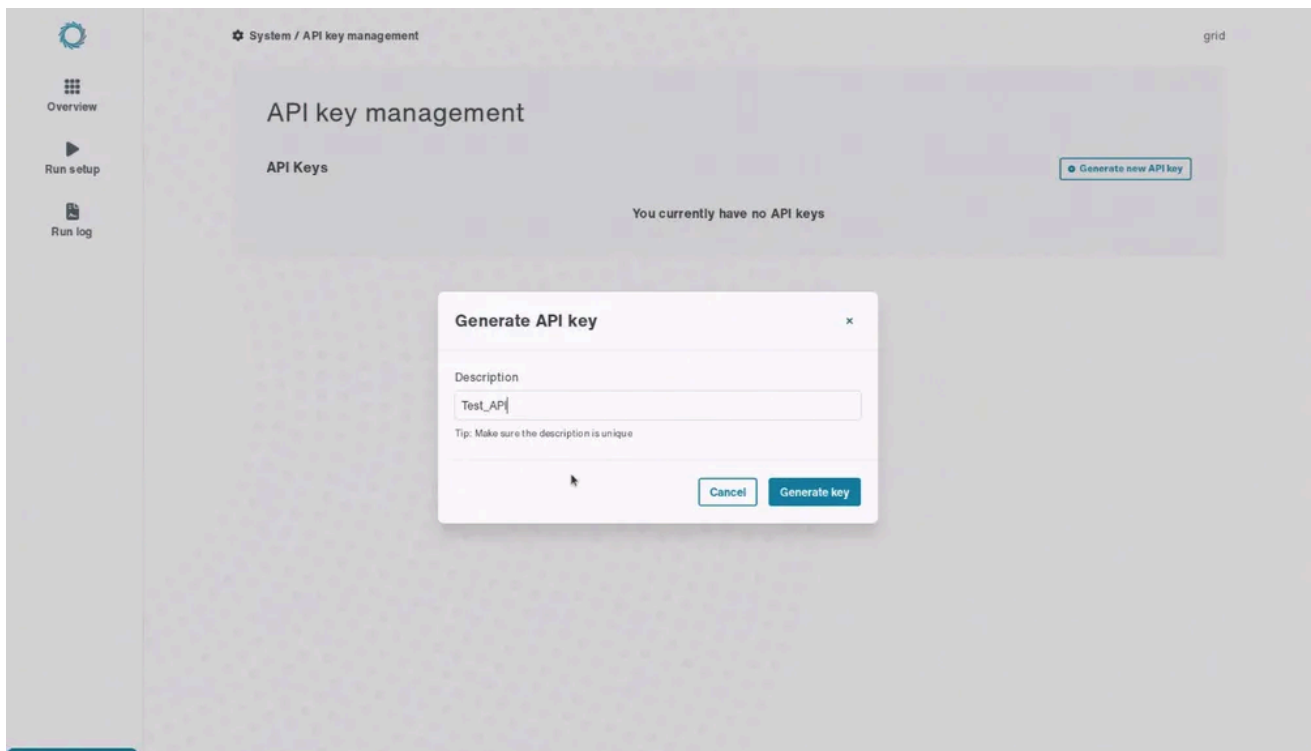 System / API key management
grid
Overview
Run setup
Run log
API key management
API Keys
Generate new API key
You currently have no API keys
Generate API key
×
Description
Test_API
Tip: Make sure the description is unique
Cancel
Generate key